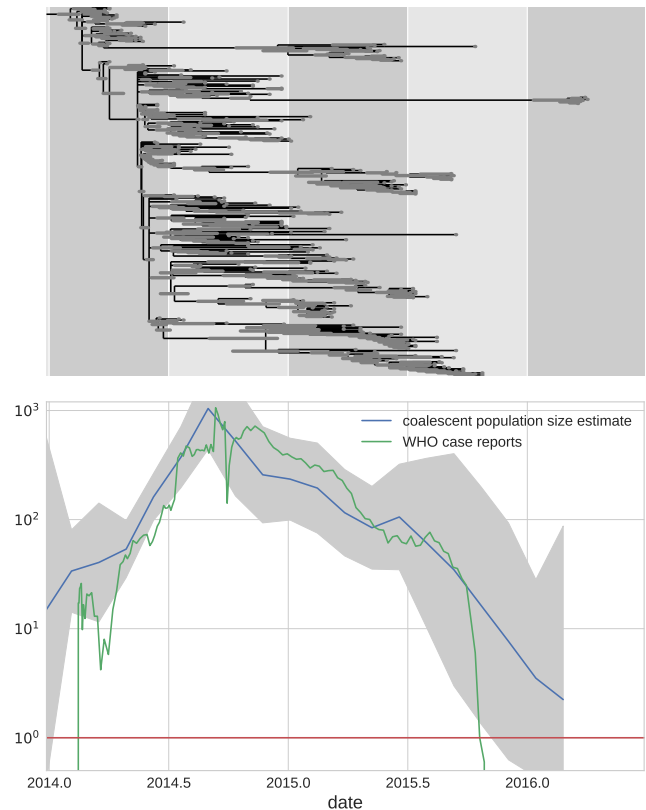 10³
coalescent population size estimate
WHO case reports
10²
10¹
10⁰
2014.0 2014.5 2015.0 2015.5 2016.0
date